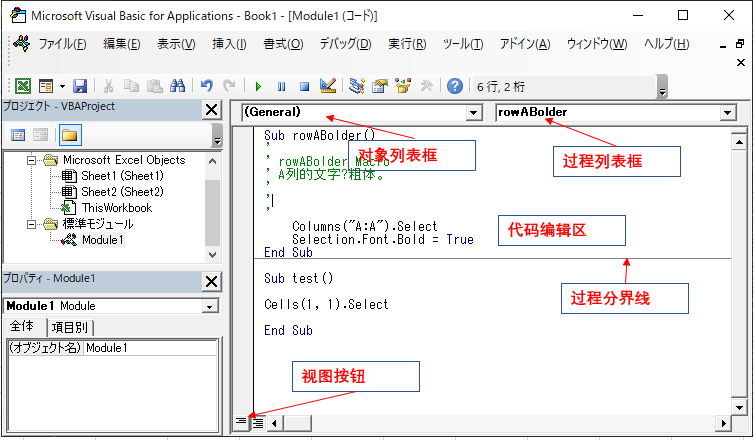 Microsoft Visual Basic for Applications - Book1 - [Module1 (コード)]
ファイル(F) 編集(E) 表示(V) 挿入(I) 書式(O) デバッグ(D) 実行(R) ツール(T) アドイン(A) ウィンドウ(W) ヘルプ(H)
6 行, 2 桁
プロジェクト - VBAProject
Microsoft Excel Objects
Sheet1 (Sheet1)
Sheet2 (Sheet2)
ThisWorkbook
標準モジュール
Module1
プロパティ - Module1
Module1 Module
全体 項目別
(オブジェクト名) Module1
(General) rowABolder
Sub rowABolder()
'
' rowABolder Macro
' A列的文字?粗体。
'
'
'
Columns("A:A").Select
Selection.Font.Bold = True
End Sub
Sub test()
Cells(1, 1).Select
End Sub
对象列表框
过程列表框
代码编辑区
过程分界线
视图按钮